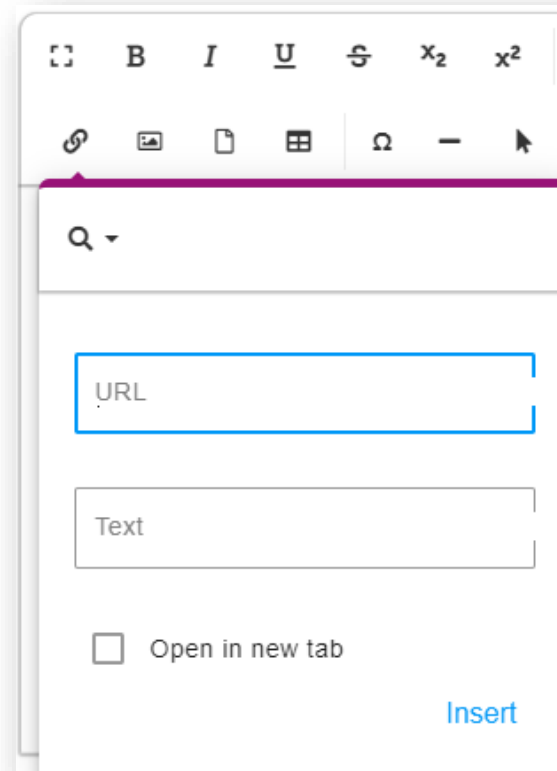 B I U S x₂ x²
Ω
URL
Text
Open in new tab
Insert